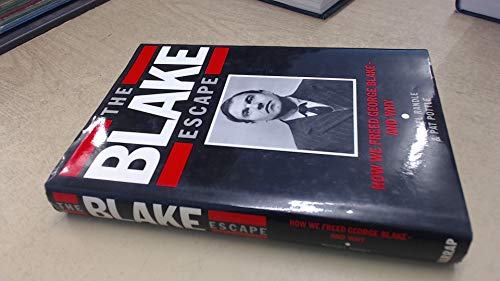 THE
BLAKE
ESCAPE
HOW WE FREED GEORGE BLAKE –
AND WHY
RANDLE
& PAT POTTLE
THE BLAKE ESCAPE
HOW WE FREED GEORGE BLAKE –
AND WHY